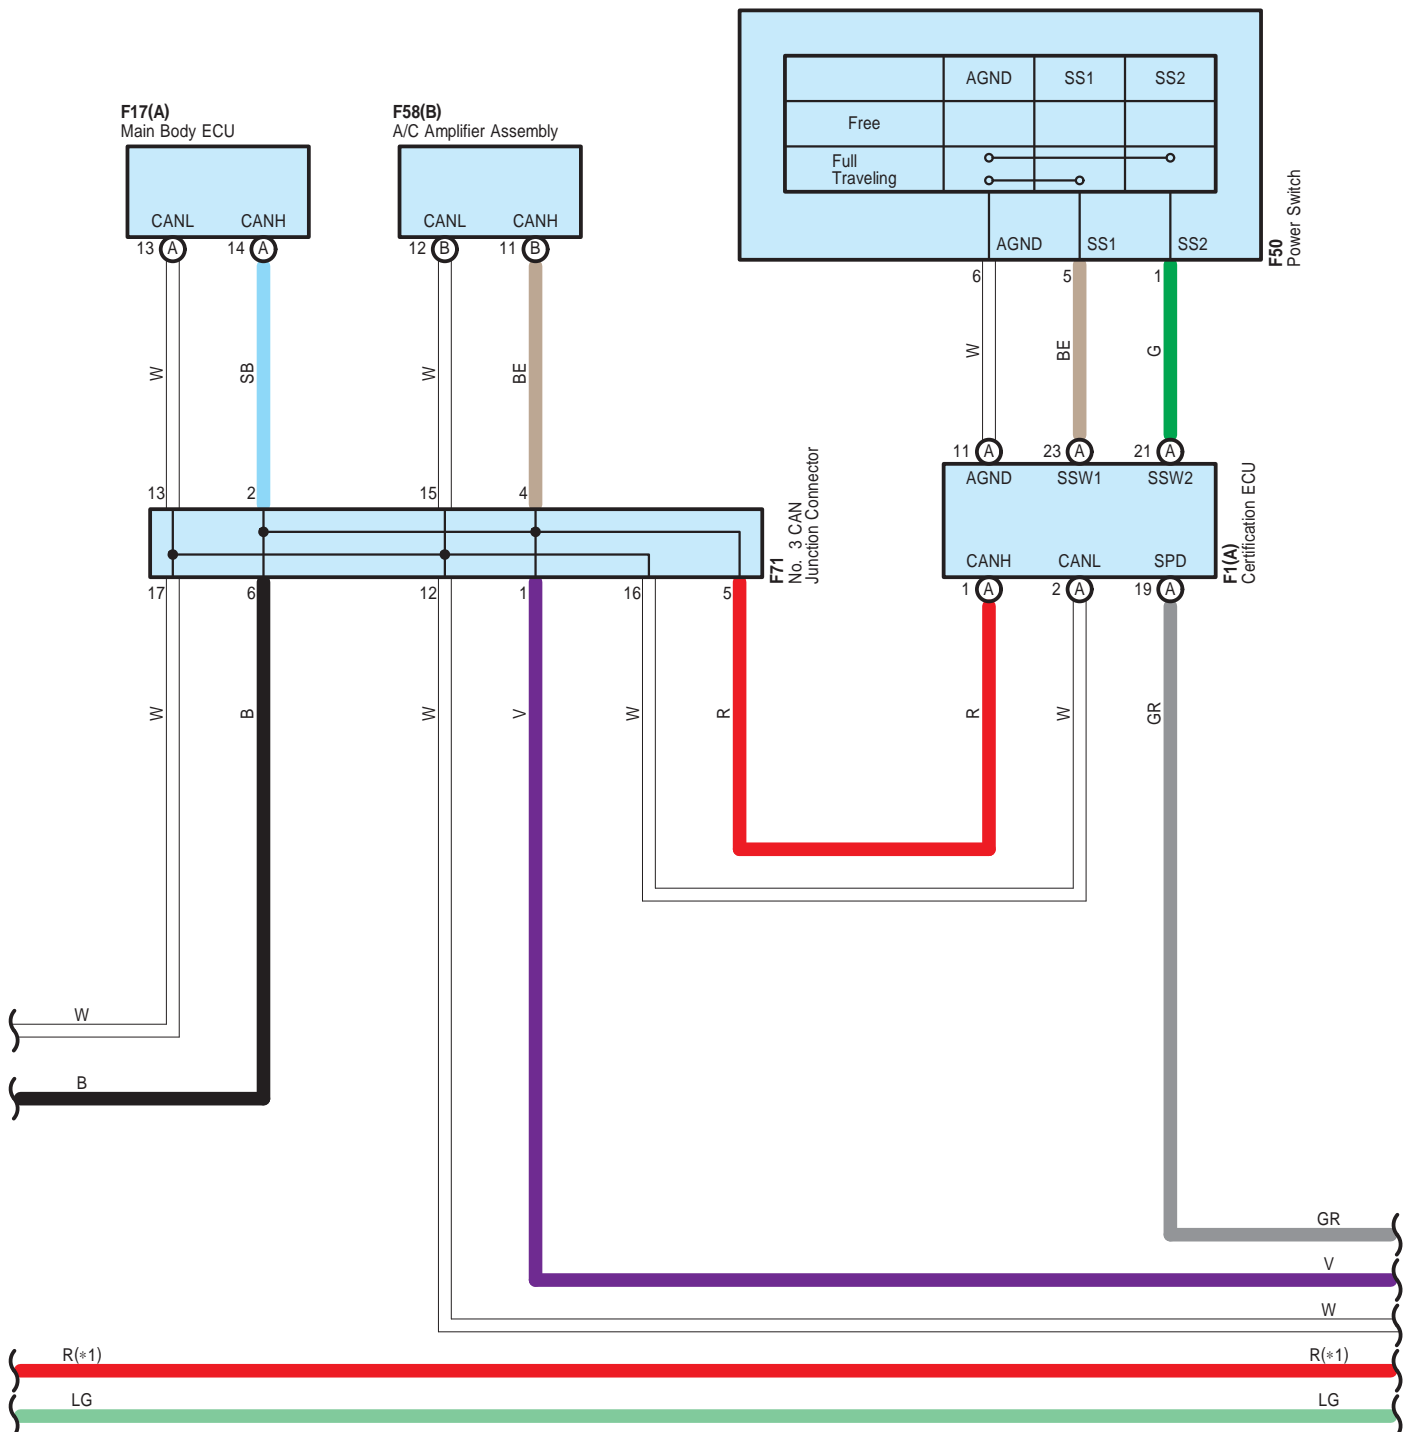 AGND SS1 SS2
Free
Full
Traveling
AGND SS1 SS2
F50
Power Switch
6 5 1
F17(A)
Main Body ECU
CANL CANH
13 A 14 A
F58(B)
A/C Amplifier Assembly
CANL CANH
12 B 11 B
W SB W BE
W BE G
13 2 15 4
F71
No. 3 CAN
Junction Connector
17 6 12 1 16 5
11 A 23 A 21 A
AGND SSW1 SSW2
CANH CANL SPD
F1(A)
Certification ECU
1 A 2 A 19 A
W B W V W R R W GR
W
B
GR
V
W
R(*1) R(*1)
LG LG